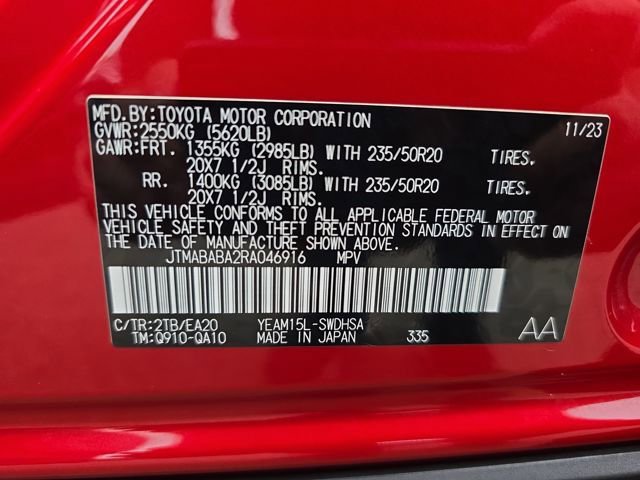 MFD.BY:TOYOTA MOTOR CORPORATION 11/23
GVWR:2550KG (5620LB)
GAWR:FRT. 1355KG (2985LB) WITH 235/50R20 TIRES.
20X7 1/2J RIMS.
RR. 1400KG (3085LB) WITH 235/50R20 TIRES.
20X7 1/2J RIMS.
THIS VEHICLE CONFORMS TO ALL APPLICABLE FEDERAL MOTOR
VEHICLE SAFETY AND THEFT PREVENTION STANDARDS IN EFFECT ON
THE DATE OF MANUFACTURE SHOWN ABOVE.
JTMABABA2RA046916 MPV
C/TR:2TB/EA20 YEAM15L-SWDHSA
TM:Q910-QA10 MADE IN JAPAN 335 AA